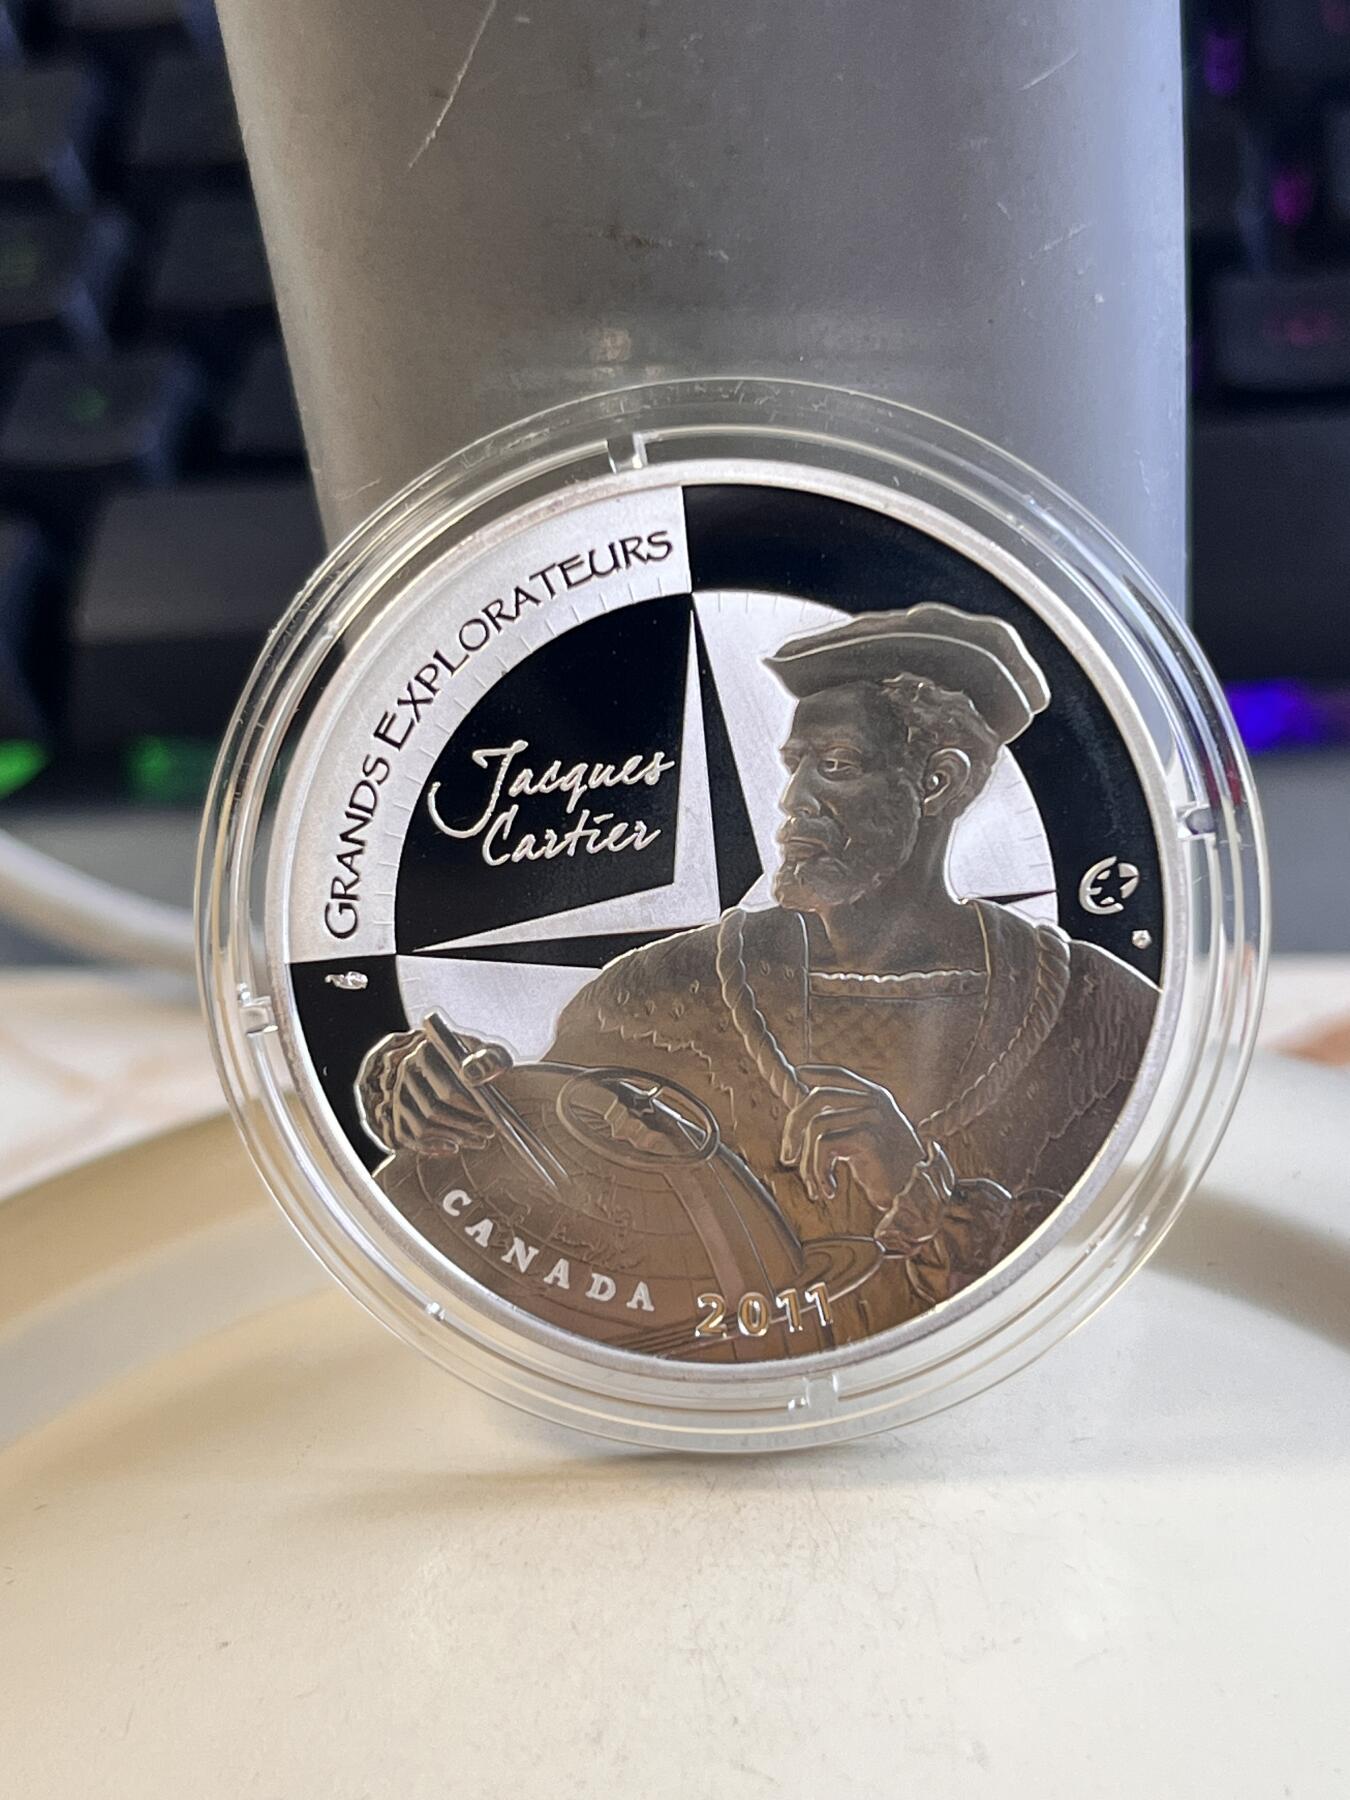 GRANDS EXPLORATEURS
Jacques
Cartier
CANADA 2011